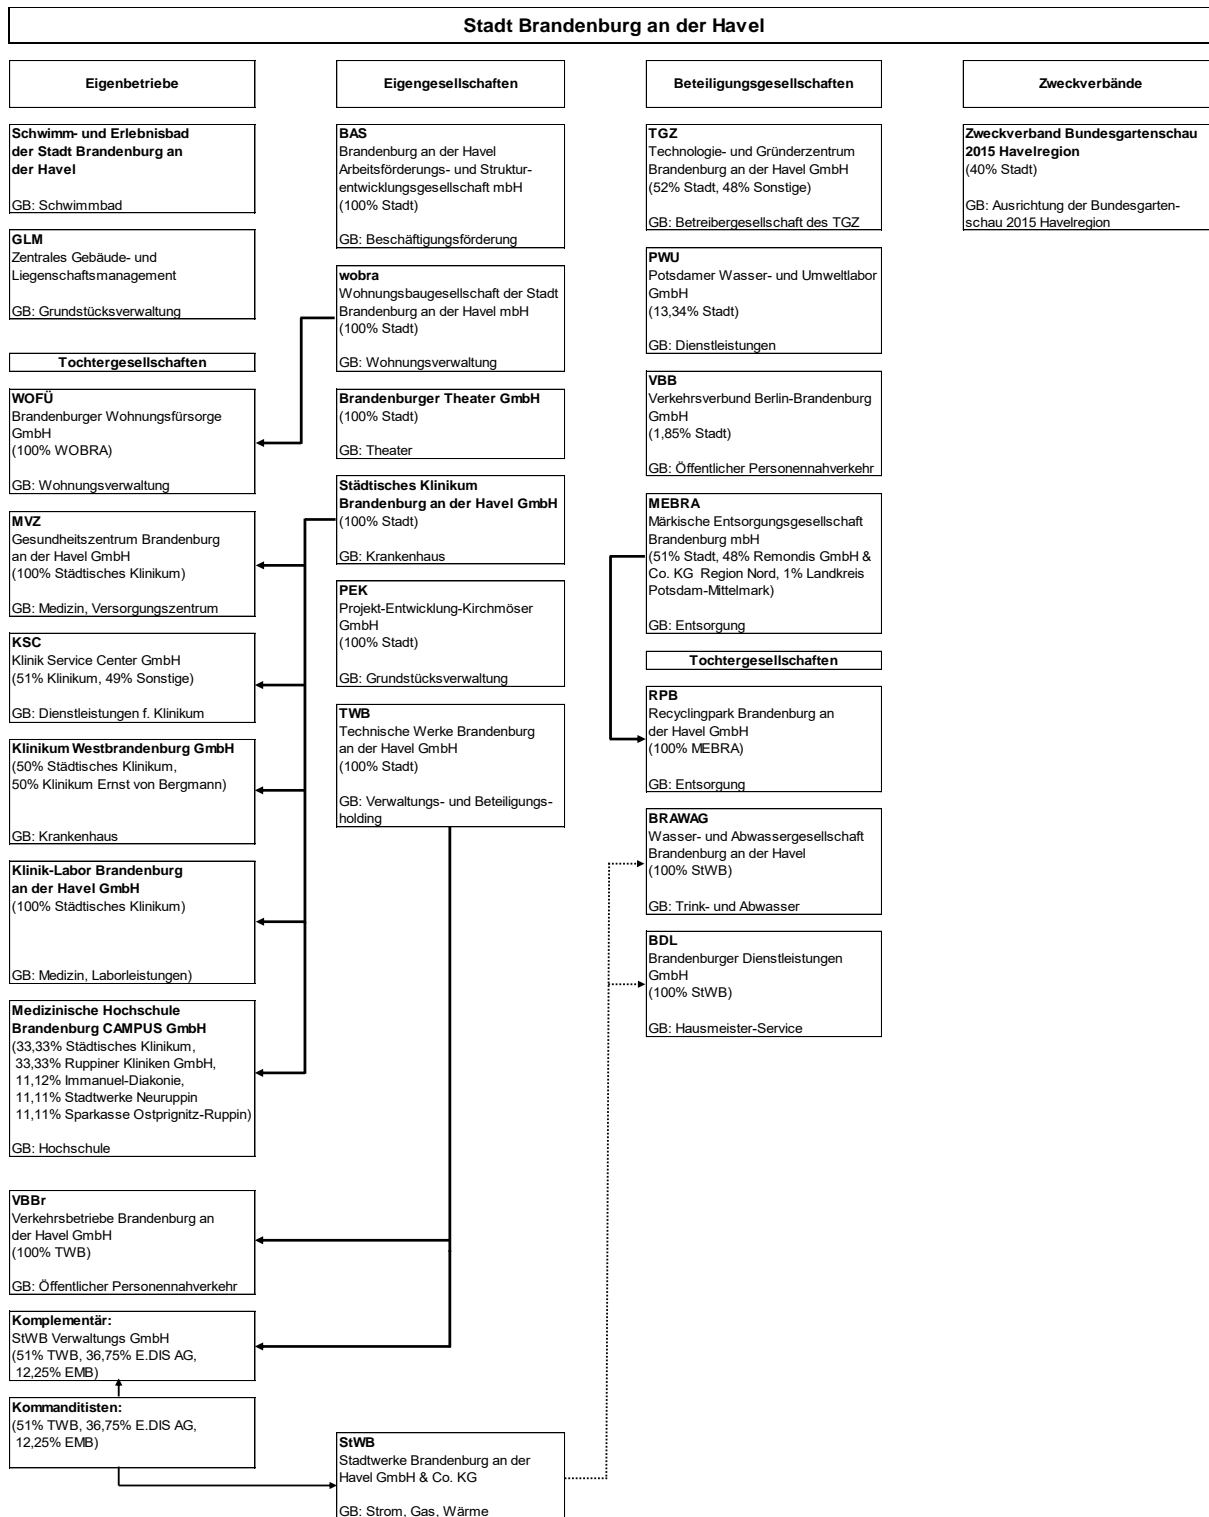 Stadt Brandenburg an der Havel
Eigenbetriebe
Schwimm- und Erlebnisbad
der Stadt Brandenburg an
der Havel
GB: Schwimmbad
GLM
Zentrales Gebäude- und
Liegenschaftsmanagement
GB: Grundstücksverwaltung
Tochtergesellschaften
WOFÜ
Brandenburger Wohnungsfürsorge
GmbH
(100% WOBRA)
GB: Wohnungsverwaltung
MVZ
Gesundheitszentrum Brandenburg
an der Havel GmbH
(100% Städtisches Klinikum)
GB: Medizin, Versorgungszentrum
KSC
Klinik Service Center GmbH
(51% Klinikum, 49% Sonstige)
GB: Dienstleistungen f. Klinikum
Klinikum Westbrandenburg GmbH
(50% Städtisches Klinikum,
50% Klinikum Ernst von Bergmann)
GB: Krankenhaus
Klinik-Labor Brandenburg
an der Havel GmbH
(100% Städtisches Klinikum)
GB: Medizin, Laborleistungen)
Medizinische Hochschule
Brandenburg CAMPUS GmbH
(33,33% Städtisches Klinikum,
33,33% Ruppiner Kliniken GmbH,
11,12% Immanuel-Diakonie,
11,11% Stadtwerke Neuruppin
11,11% Sparkasse Ostprignitz-Ruppin)
GB: Hochschule
VBBr
Verkehrsbetriebe Brandenburg an
der Havel GmbH
(100% TWB)
GB: Öffentlicher Personennahverkehr
Komplementär:
StWB Verwaltungs GmbH
(51% TWB, 36,75% E.DIS AG,
12,25% EMB)
Kommanditisten:
(51% TWB, 36,75% E.DIS AG,
12,25% EMB)
Eigengesellschaften
BAS
Brandenburg an der Havel
Arbeitsförderungs- und Struktur-
entwicklungsgesellschaft mbH
(100% Stadt)
GB: Beschäftigungsförderung
wobra
Wohnungsbaugesellschaft der Stadt
Brandenburg an der Havel mbH
(100% Stadt)
GB: Wohnungsverwaltung
Brandenburger Theater GmbH
(100% Stadt)
GB: Theater
Städtisches Klinikum
Brandenburg an der Havel GmbH
(100% Stadt)
GB: Krankenhaus
PEK
Projekt-Entwicklung-Kirchmöser
GmbH
(100% Stadt)
GB: Grundstücksverwaltung
TWB
Technische Werke Brandenburg
an der Havel GmbH
(100% Stadt)
GB: Verwaltungs- und Beteiligungs-
holding
StWB
Stadtwerke Brandenburg an der
Havel GmbH & Co. KG
GB: Strom, Gas, Wärme
Beteiligungsgesellschaften
TGZ
Technologie- und Gründerzentrum
Brandenburg an der Havel GmbH
(52% Stadt, 48% Sonstige)
GB: Betreibergesellschaft des TGZ
PWU
Potsdamer Wasser- und Umweltlabor
GmbH
(13,34% Stadt)
GB: Dienstleistungen
VBB
Verkehrsverbund Berlin-Brandenburg
GmbH
(1,85% Stadt)
GB: Öffentlicher Personennahverkehr
MEBRA
Märkische Entsorgungsgesellschaft
Brandenburg mbH
(51% Stadt, 48% Remondis GmbH &
Co. KG Region Nord, 1% Landkreis
Potsdam-Mittelmark)
GB: Entsorgung
Tochtergesellschaften
RPB
Recyclingpark Brandenburg an
der Havel GmbH
(100% MEBRA)
GB: Entsorgung
BRAWAG
Wasser- und Abwassergesellschaft
Brandenburg an der Havel
(100% StWB)
GB: Trink- und Abwasser
BDL
Brandenburger Dienstleistungen
GmbH
(100% StWB)
GB: Hausmeister-Service
Zweckverbände
Zweckverband Bundesgartenschau
2015 Havelregion
(40% Stadt)
GB: Ausrichtung der Bundesgarten-
schau 2015 Havelregion